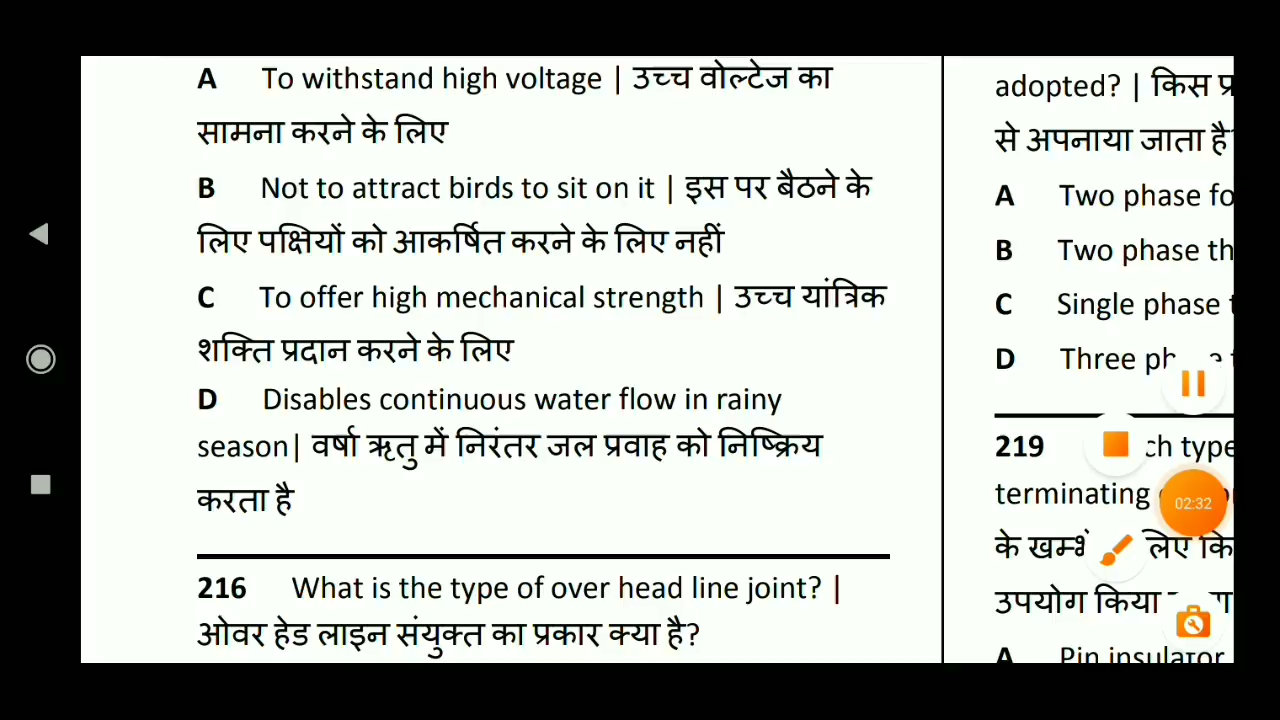 A To withstand high voltage | उच्च वोल्टेज का
सामना करने के लिए
B Not to attract birds to sit on it | इस पर बैठने के
लिए पक्षियों को आकर्षित करने के लिए नहीं
C To offer high mechanical strength | उच्च यांत्रिक
शक्ति प्रदान करने के लिए
D Disables continuous water flow in rainy
season| वर्षा ऋतु में निरंतर जल प्रवाह को निष्क्रिय
करता है
216 What is the type of over head line joint? |
ओवर हेड लाइन संयुक्त का प्रकार क्या है?
adopted? | किस
से अपनाया जाता है
A Two phase
B Two phase
C Single phase
D Three
219 type
terminating
के खम्भे लिए
उपयोग किया
A Pin insulator
02:32